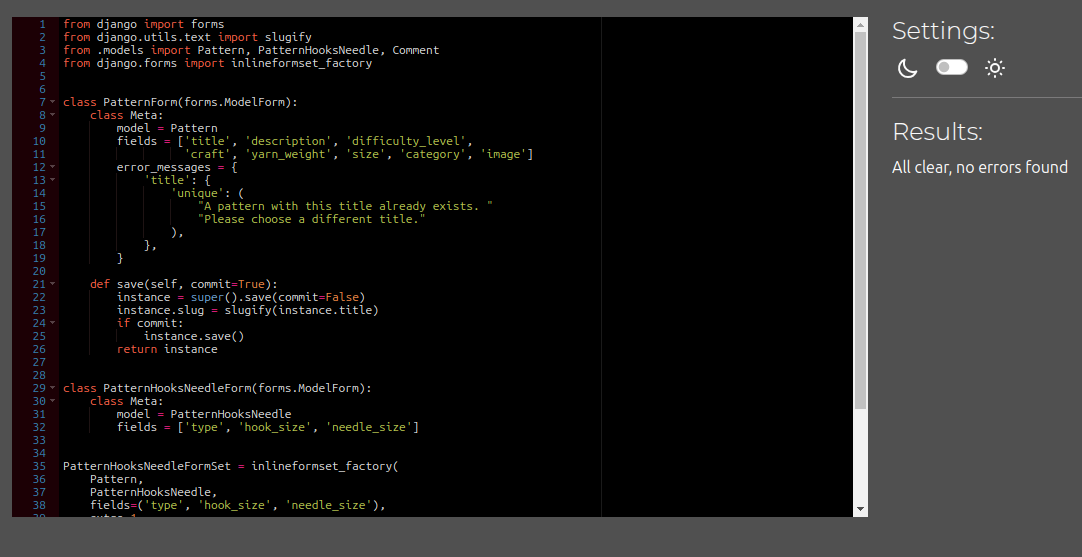 1 from django import forms
2 from django.utils.text import slugify
3 from .models import Pattern, PatternHooksNeedle, Comment
4 from django.forms import inlineformset_factory
5
6
7 class PatternForm(forms.ModelForm):
8     class Meta:
9         model = Pattern
10         fields = ['title', 'description', 'difficulty_level',
11                   'craft', 'yarn_weight', 'size', 'category', 'image']
12         error_messages = {
13             'title': {
14                 'unique': (
15                     "A pattern with this title already exists. "
16                     "Please choose a different title."
17                 ),
18             },
19         }
20
21     def save(self, commit=True):
22         instance = super().save(commit=False)
23         instance.slug = slugify(instance.title)
24         if commit:
25             instance.save()
26         return instance
27
28
29 class PatternHooksNeedleForm(forms.ModelForm):
30     class Meta:
31         model = PatternHooksNeedle
32         fields = ['type', 'hook_size', 'needle_size']
33
34
35 PatternHooksNeedleFormSet = inlineformset_factory(
36     Pattern,
37     PatternHooksNeedle,
38     fields=('type', 'hook_size', 'needle_size'),
Settings:
Results:
All clear, no errors found